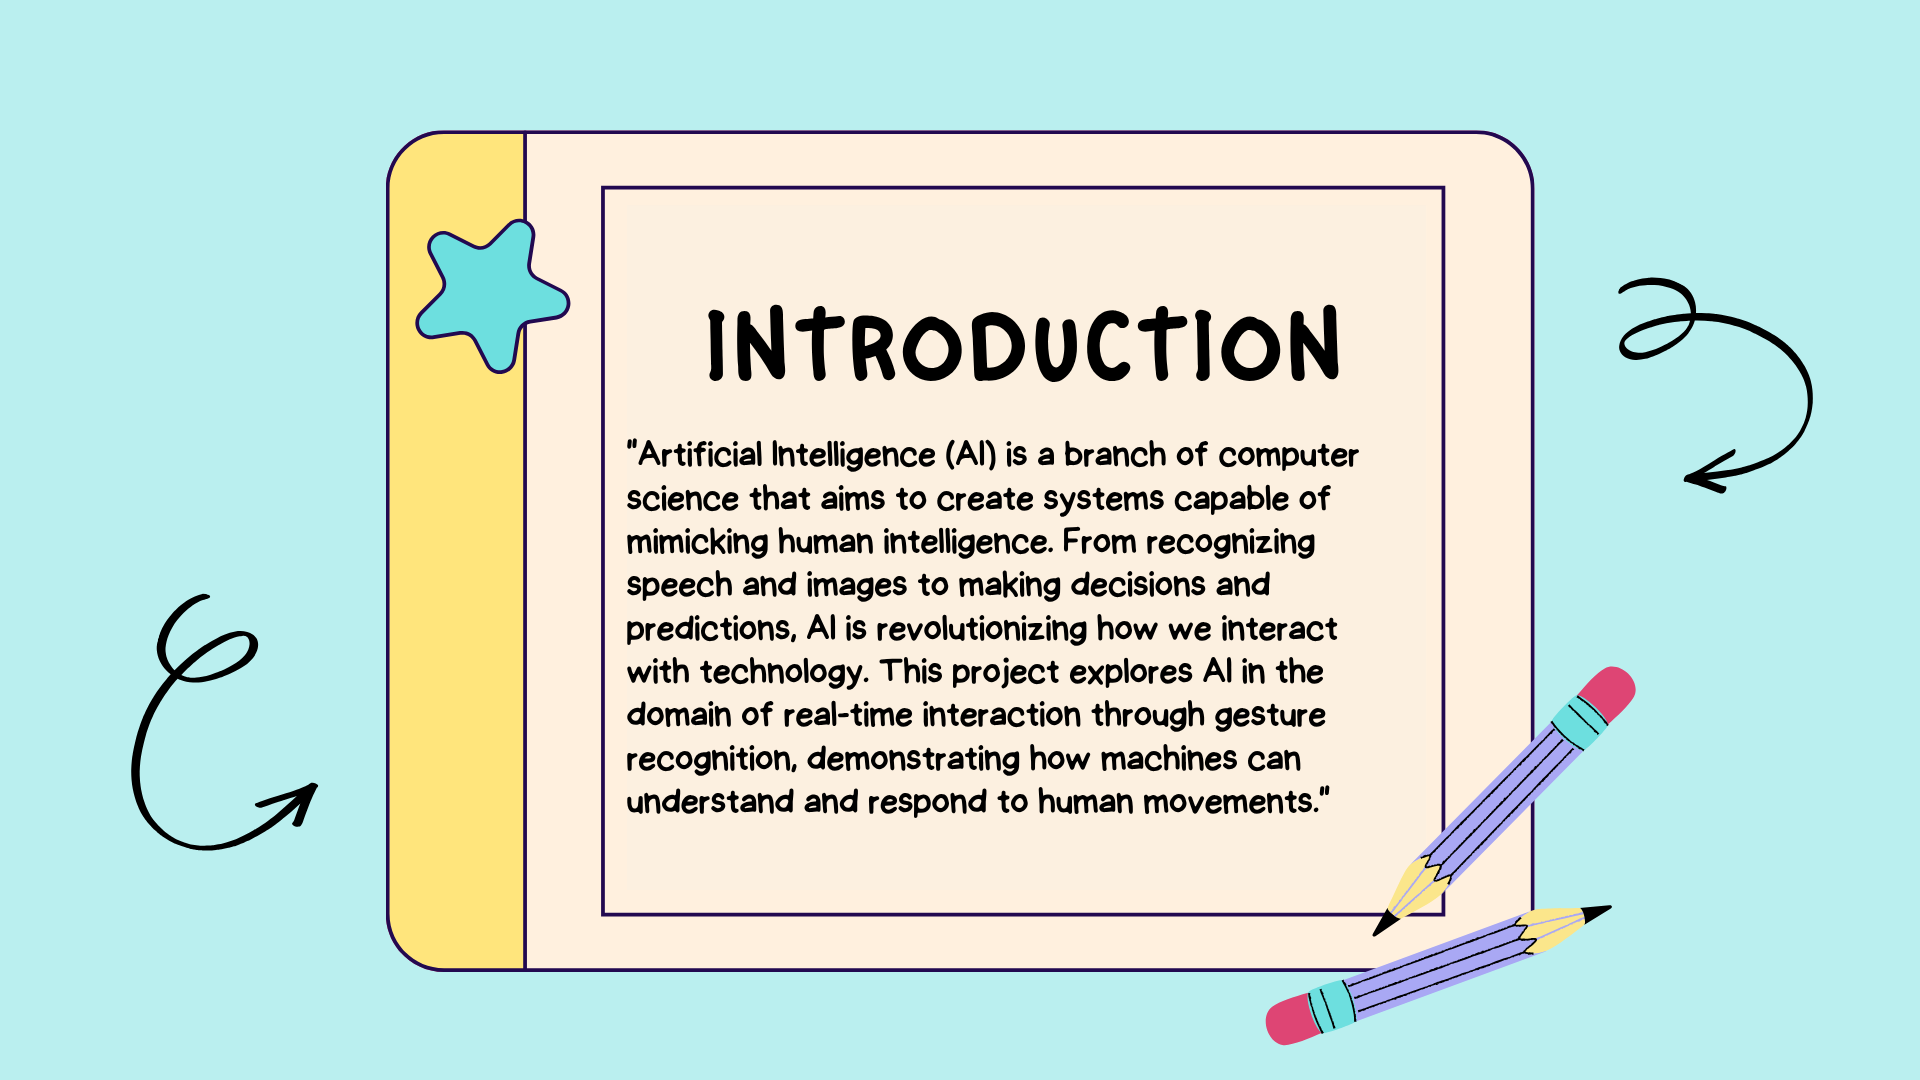 INTRODUCTION
"Artificial Intelligence (AI) is a branch of computer
science that aims to create systems capable of
mimicking human intelligence. From recognizing
speech and images to making decisions and
predictions, AI is revolutionizing how we interact
with technology. This project explores AI in the
domain of real-time interaction through gesture
recognition, demonstrating how machines can
understand and respond to human movements."